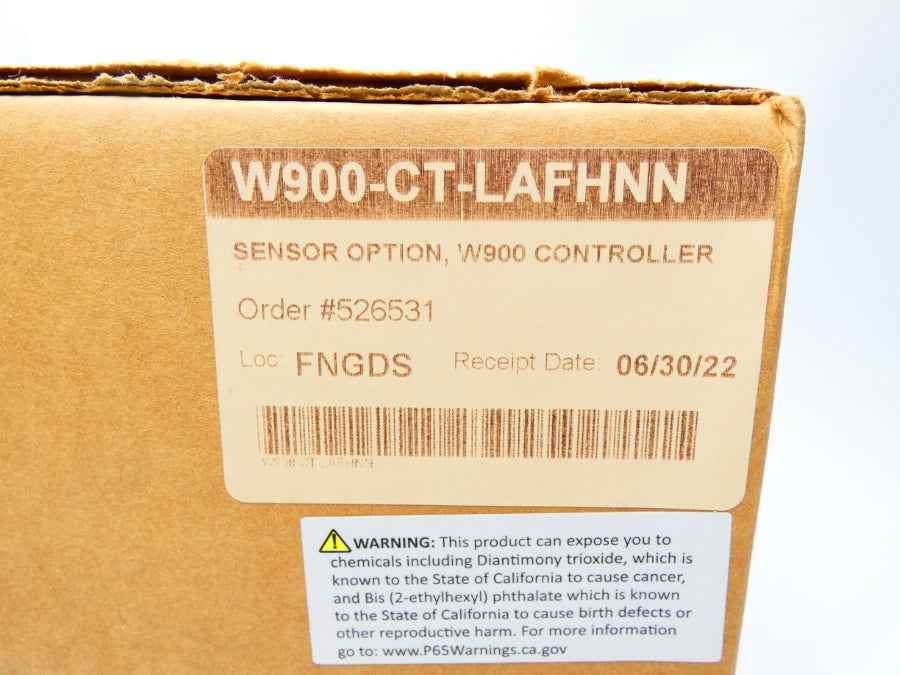 W900-CT-LAFHNN
SENSOR OPTION, W900 CONTROLLER
Order #526531
Loc: FNGDS Receipt Date: 06/30/22
W900-CT-LAFHNN
WARNING: This product can expose you to
chemicals including Diantimony trioxide, which is
known to the State of California to cause cancer,
and Bis (2-ethylhexyl) phthalate which is known
to the State of California to cause birth defects or
other reproductive harm. For more information
go to: www.P65Warnings.ca.gov